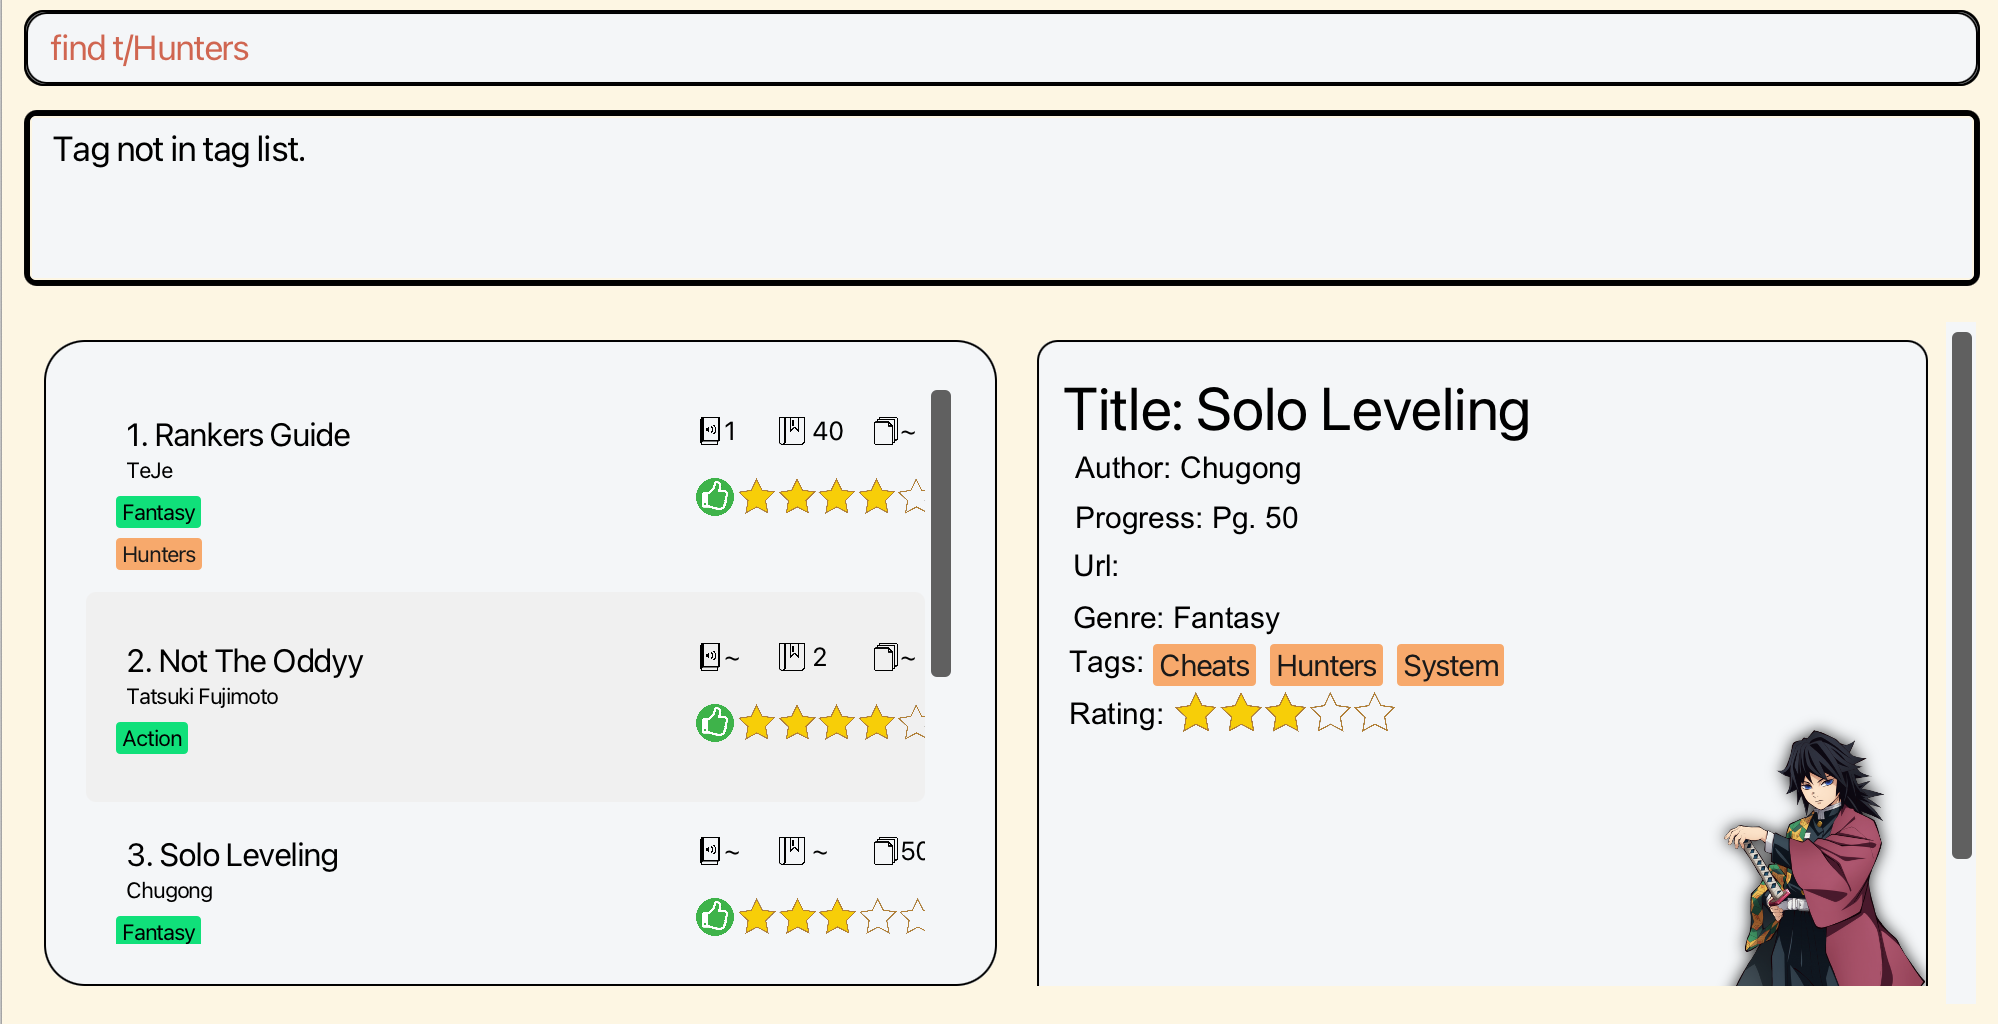 find t/Hunters
Tag not in tag list.
1. Rankers Guide
1 40 ~
TeJe
Fantasy
Hunters
2. Not The Oddyy
~ 2 ~
Tatsuki Fujimoto
Action
3. Solo Leveling
~ ~ 50
Chugong
Fantasy
Title: Solo Leveling
Author: Chugong
Progress: Pg. 50
Url:
Genre: Fantasy
Tags: Cheats Hunters System
Rating: